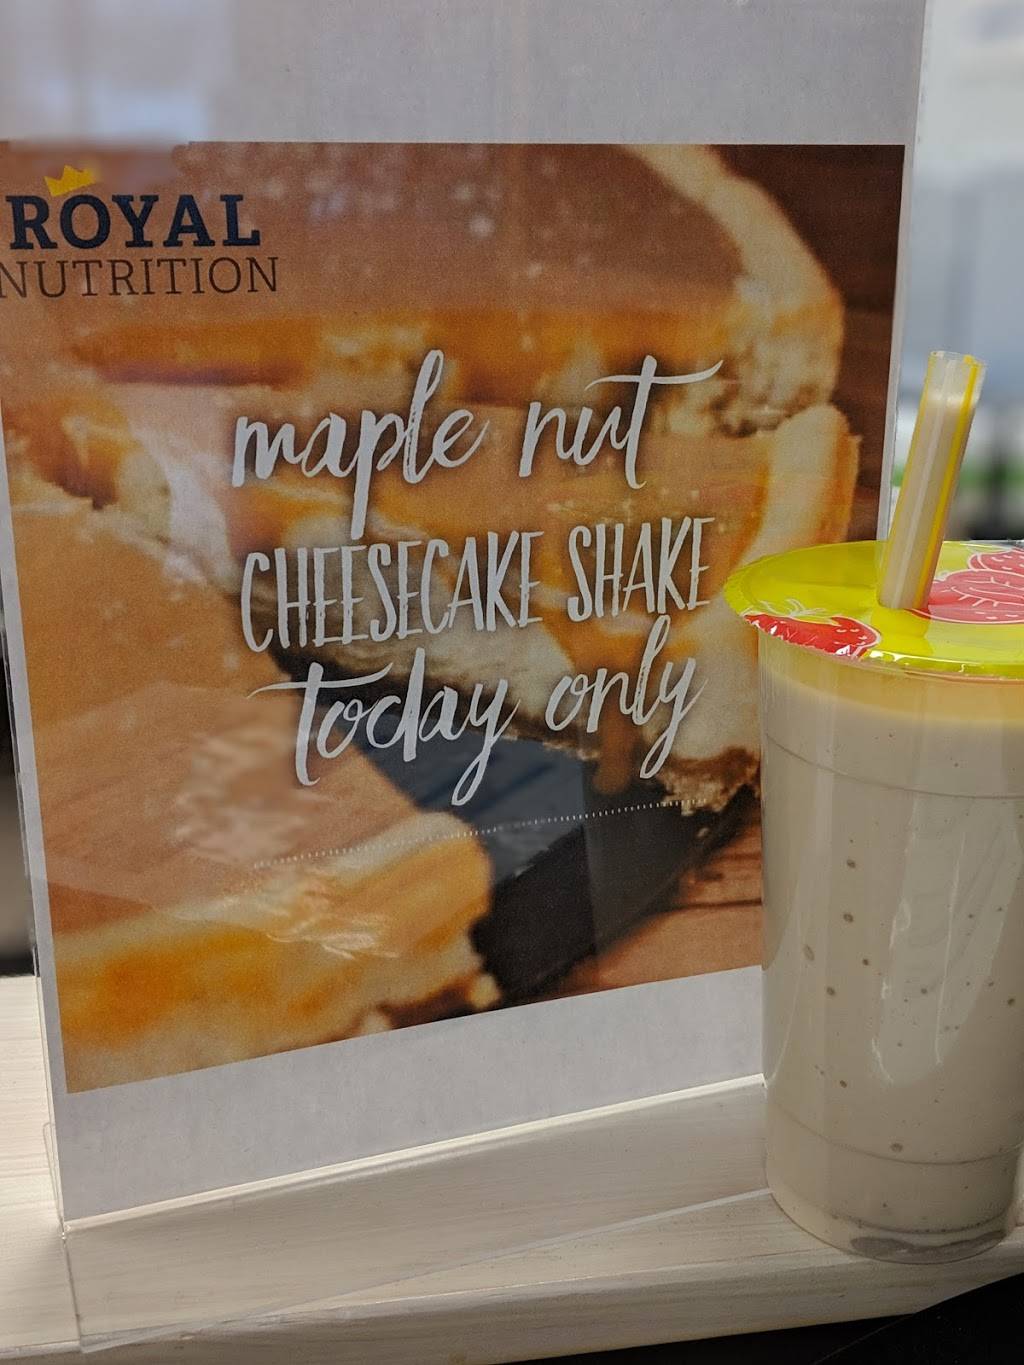 ROYAL
NUTRITION
maple nut
CHEESECAKE SHAKE
today only